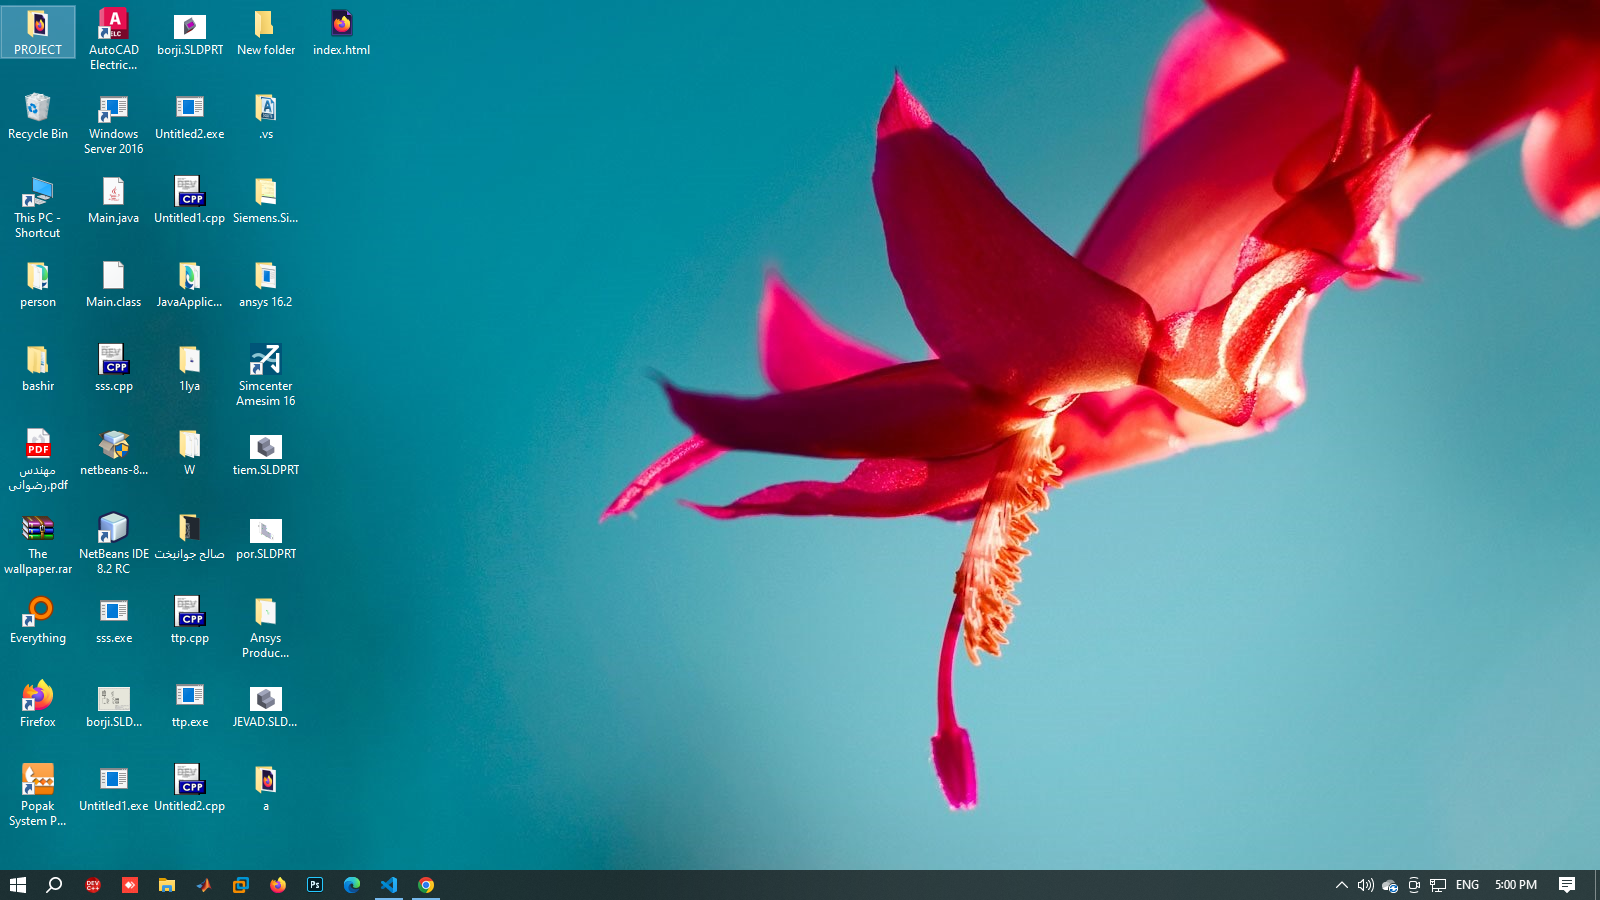 PROJECT
AutoCAD
Electric...
borji.SLDPRT
New folder
index.html
Recycle Bin
Windows
Server 2016
Untitled2.exe
.vs
This PC -
Shortcut
Main.java
Untitled1.cpp
Siemens.Si...
person
Main.class
JavaApplic...
ansys 16.2
bashir
sss.cpp
1lya
Simcenter
Amesim 16
مهندس
رضوانی.pdf
netbeans-8...
W
tiem.SLDPRT
The
wallpaper.rar
NetBeans IDE
8.2 RC
صالح جوانبخت
por.SLDPRT
Everything
sss.exe
ttp.cpp
Ansys
Produc...
Firefox
borji.SLD...
ttp.exe
JEVAD.SLD...
Popak
System P...
Untitled1.exe
Untitled2.cpp
a
ENG
5:00 PM